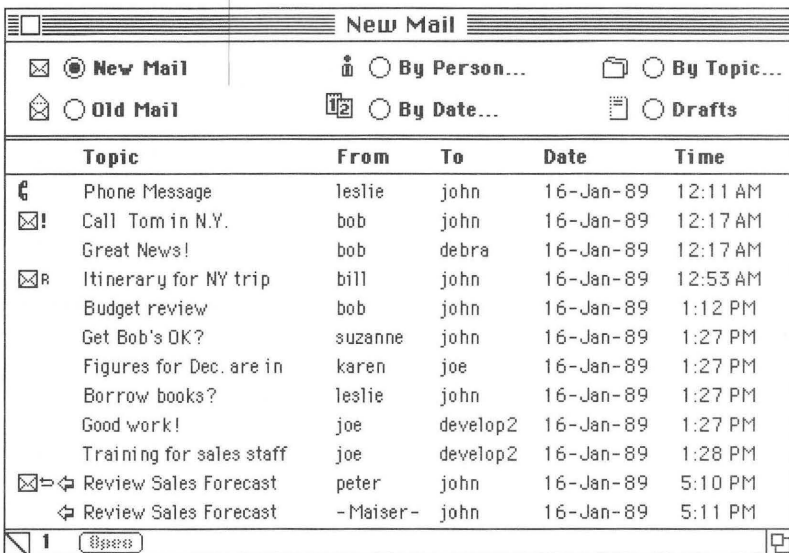 New Mail
New Mail By Person... By Topic...
Old Mail 12 By Date... Drafts
Topic From To Date Time
Phone Message leslie john 16-Jan-89 12:11 AM
! Call Tom in N.Y. bob john 16-Jan-89 12:17 AM
Great News! bob debra 16-Jan-89 12:17 AM
R Itinerary for NY trip bill john 16-Jan-89 12:53 AM
Budget review bob john 16-Jan-89 1:12 PM
Get Bob's OK? suzanne john 16-Jan-89 1:27 PM
Figures for Dec. are in karen joe 16-Jan-89 1:27 PM
Borrow books? leslie john 16-Jan-89 1:27 PM
Good work! joe develop2 16-Jan-89 1:27 PM
Training for sales staff joe develop2 16-Jan-89 1:28 PM
Review Sales Forecast peter john 16-Jan-89 5:10 PM
Review Sales Forecast -Maiser- john 16-Jan-89 5:11 PM
1 Open